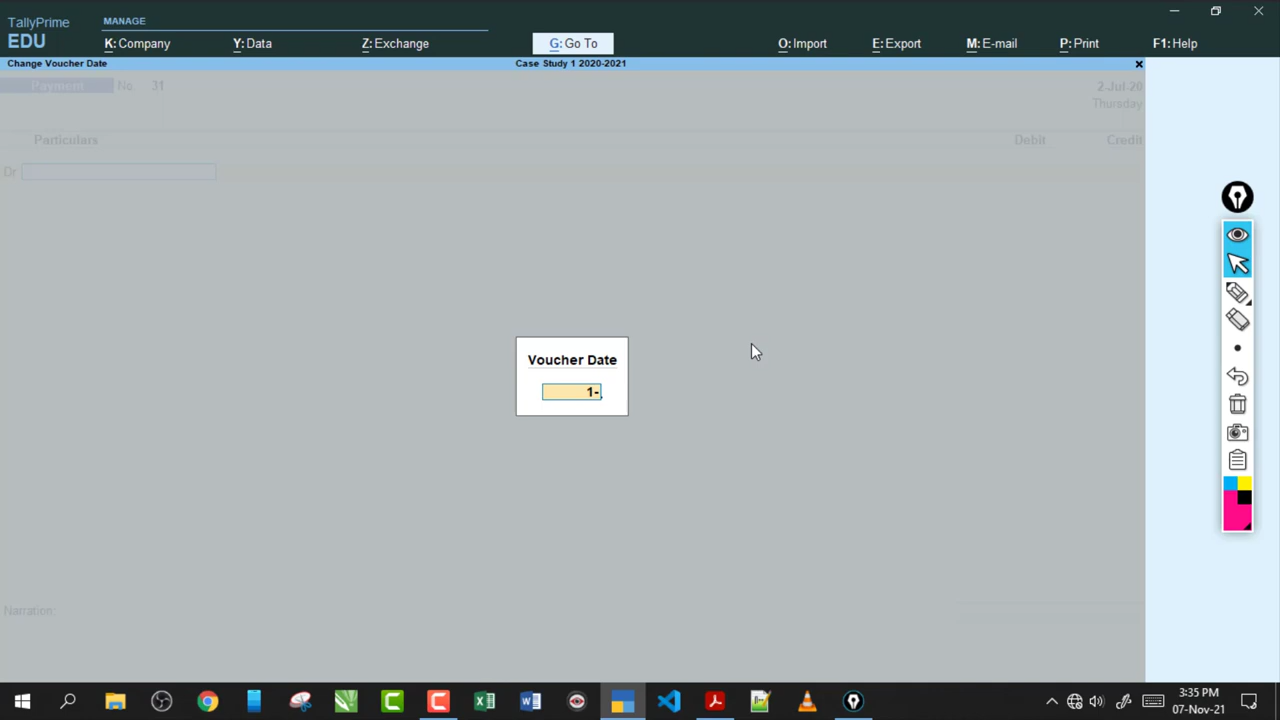 TallyPrime
EDU
MANAGE
K: Company
Y: Data
Z: Exchange
G: Go To
O: Import
E: Export
M: E-mail
P: Print
F1: Help
Change Voucher Date
Case Study 1 2020-2021
Payment
No. 31
2-Jul-20
Thursday
Particulars
Debit
Credit
Dr
Voucher Date
1-
Narration:
3:35 PM
07-Nov-21